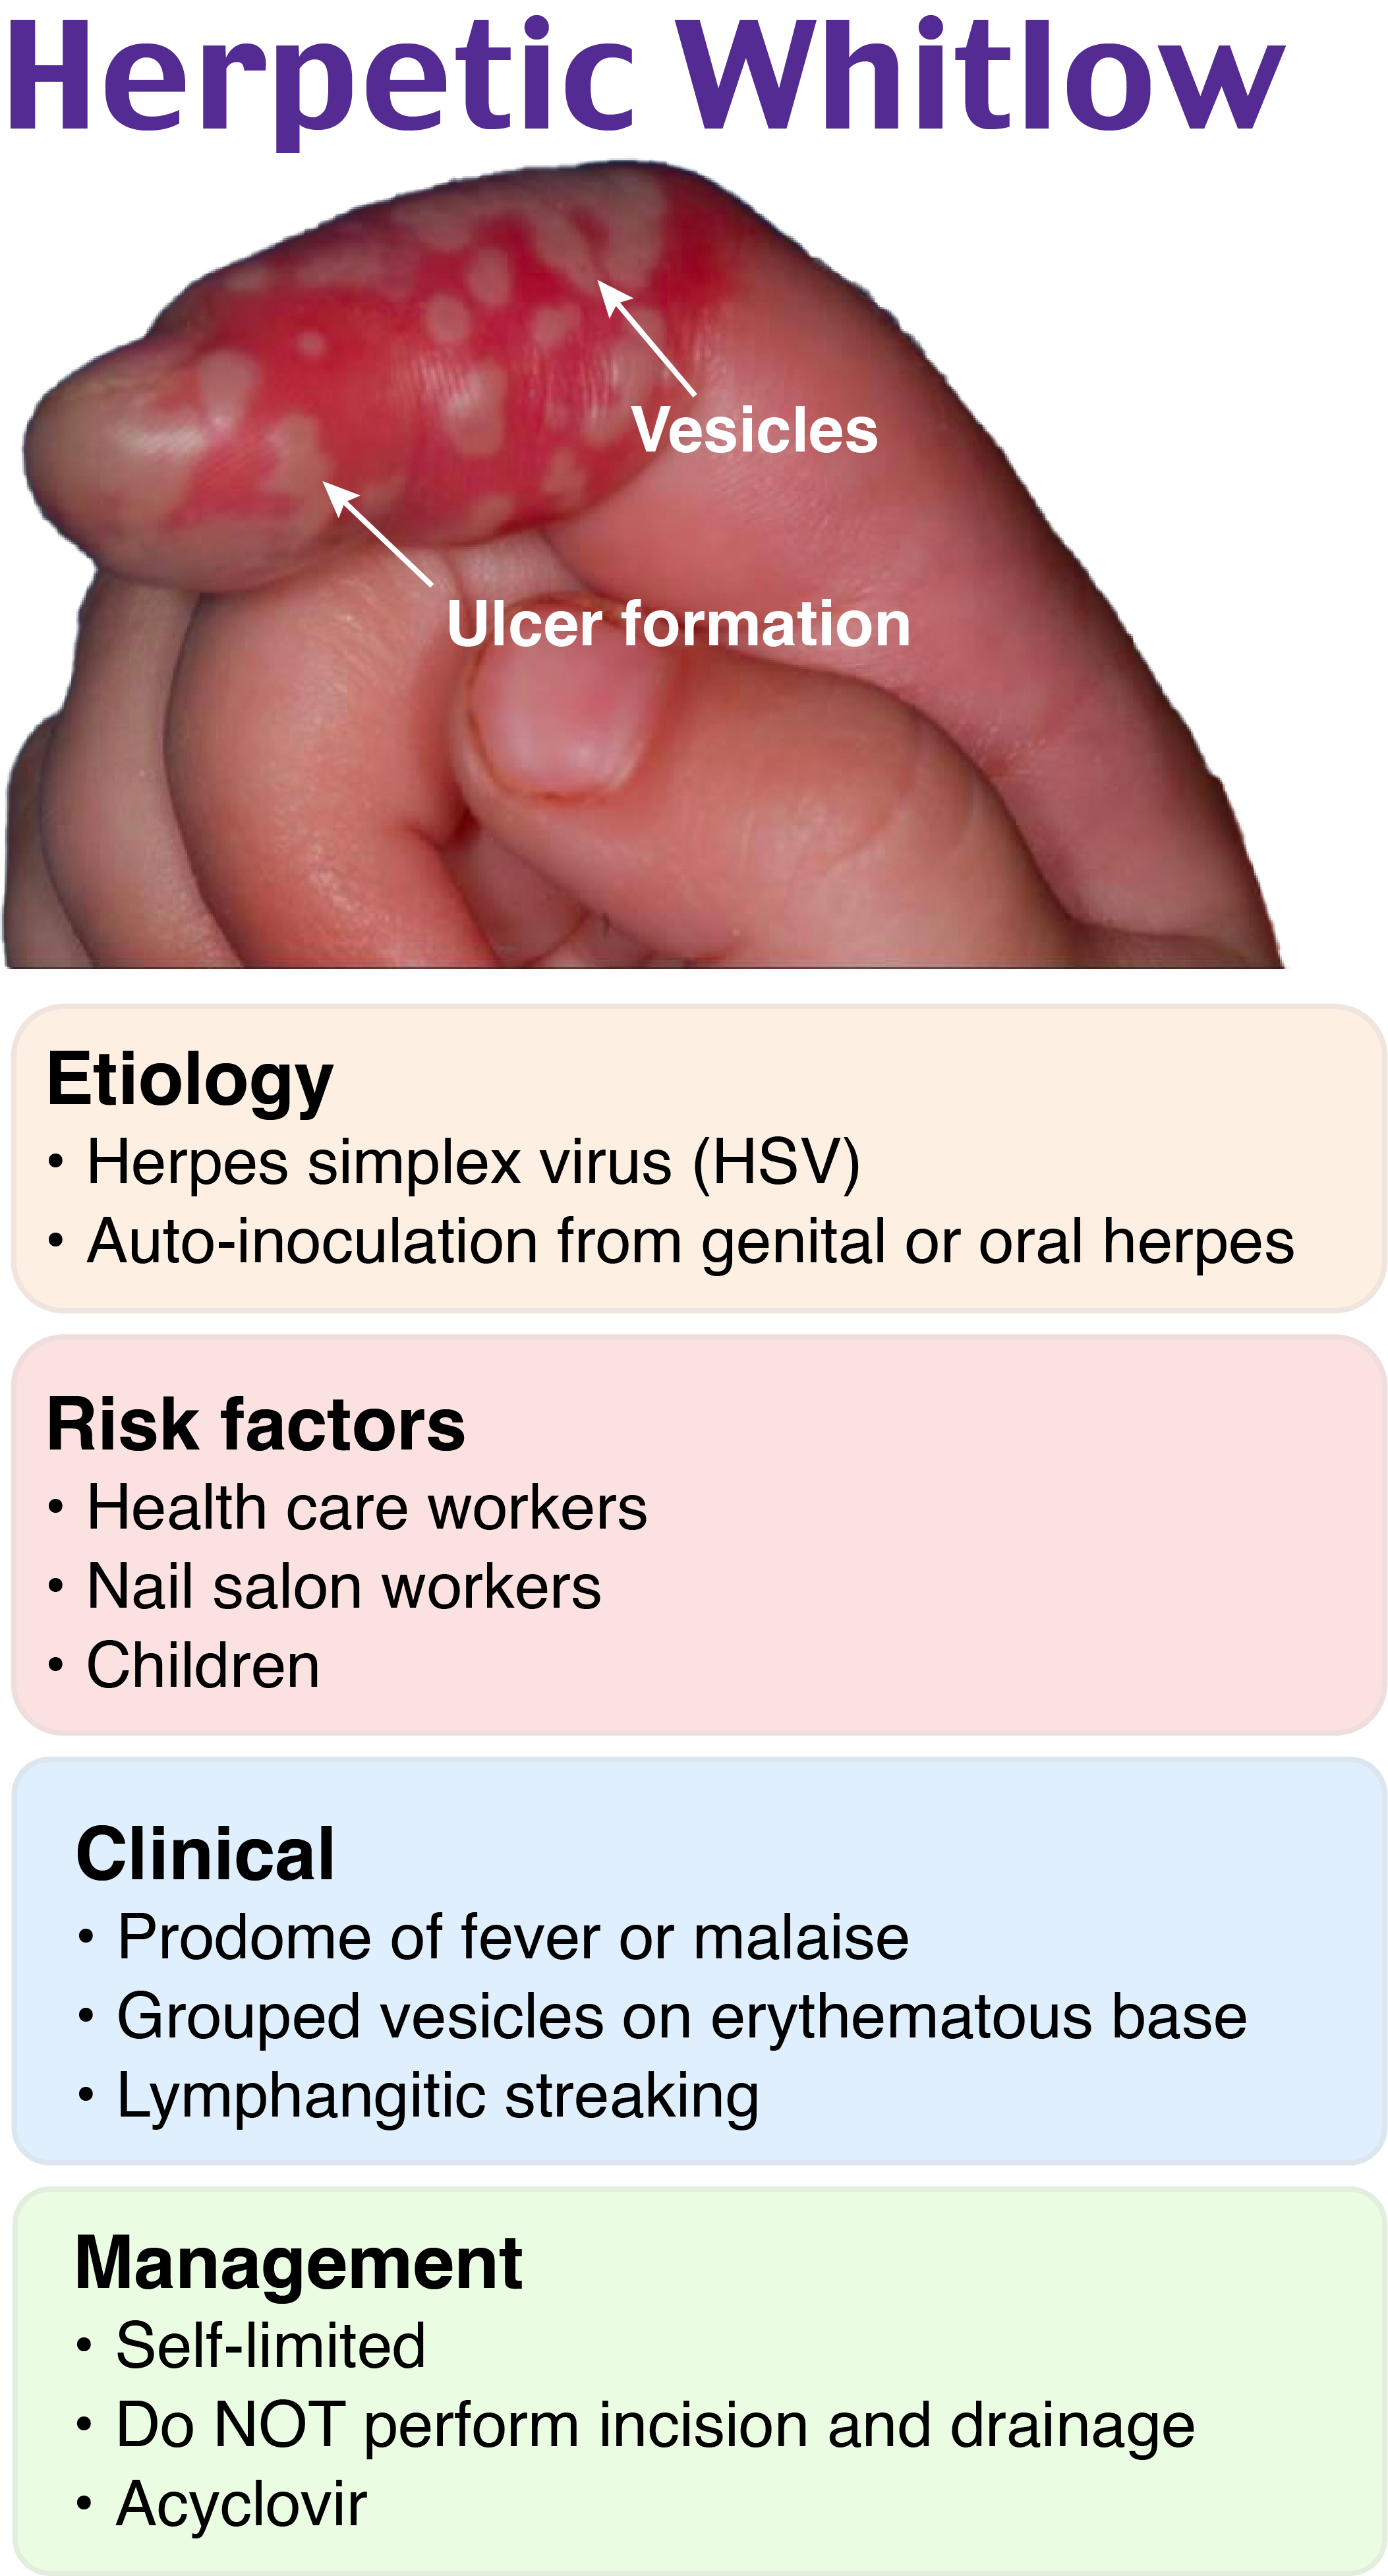 Herpetic Whitlow
Vesicles
Ulcer formation
Etiology
• Herpes simplex virus (HSV)
• Auto-inoculation from genital or oral herpes
Risk factors
• Health care workers
• Nail salon workers
• Children
Clinical
• Prodome of fever or malaise
• Grouped vesicles on erythematous base
• Lymphangitic streaking
Management
• Self-limited
• Do NOT perform incision and drainage
• Acyclovir